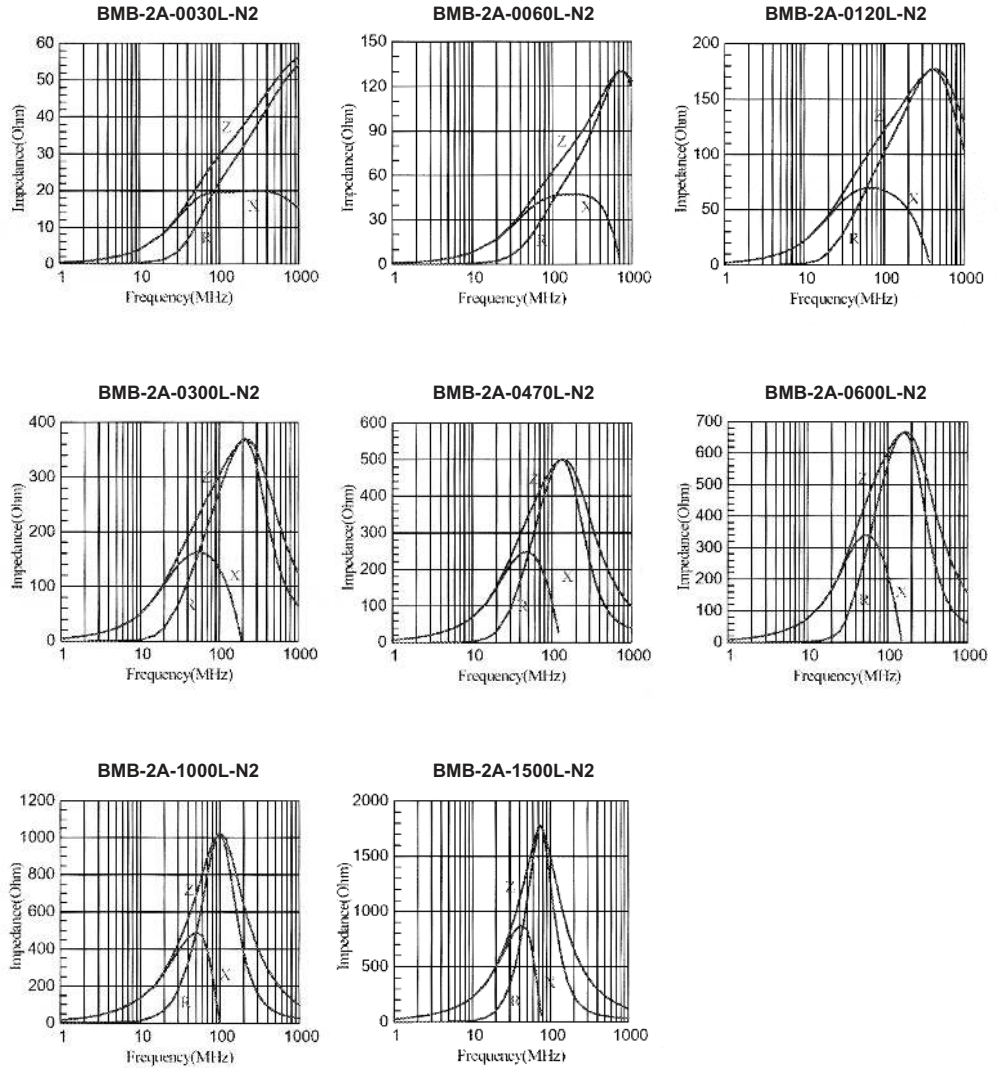 BMB-2A-0030L-N2 BMB-2A-0060L-N2 BMB-2A-0120L-N2
60 150 200
50 120 150
40 90 100
30 60 50
20 30 0
10 0
0
Impedance(Ohm) Impedance(Ohm) Impedance(Ohm)
Z Z Z
X X X
R R R
1 10 100 1000 1 10 100 1000 1 10 100 1000
Frequency(MHz) Frequency(MHz) Frequency(MHz)
BMB-2A-0300L-N2 BMB-2A-0470L-N2 BMB-2A-0600L-N2
400 600 700
300 500 600
200 400 500
100 300 400
0 200 300
100 200
0 100
0
Impedance(Ohm) Impedance(Ohm) Impedance(Ohm)
Z Z Z
X X X
R R R
1 10 100 1000 1 10 100 1000 1 10 100 1000
Frequency(MHz) Frequency(MHz) Frequency(MHz)
BMB-2A-1000L-N2 BMB-2A-1500L-N2
1200 2000
1000 1500
800 1000
600 500
400 0
200
0
Impedance(Ohm) Impedance(Ohm)
Z Z
X X
R R
1 10 100 1000 1 10 100 1000
Frequency(MHz) Frequency(MHz)